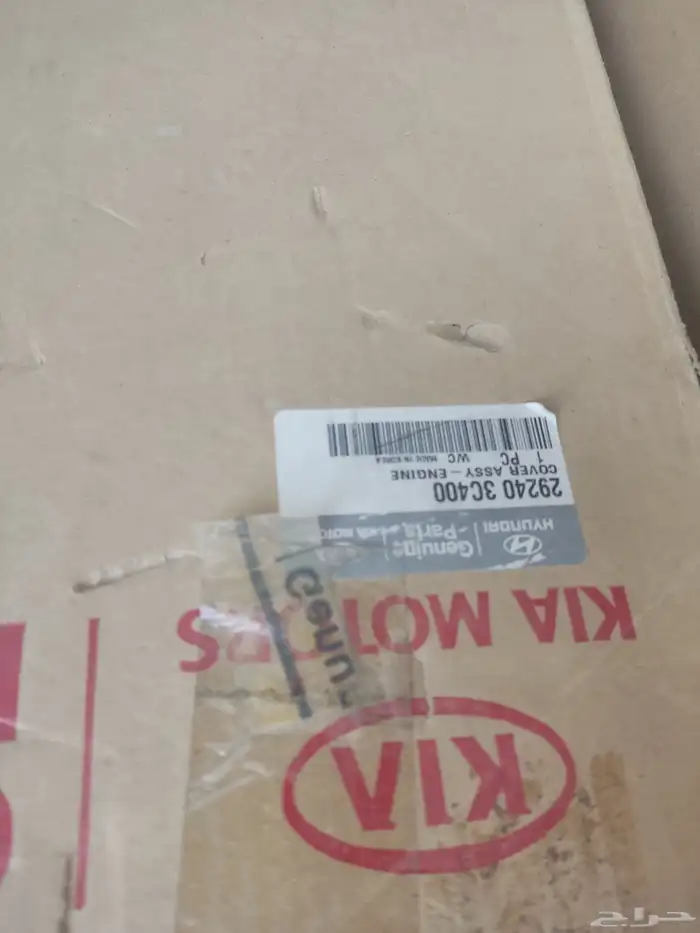 KIA
KIA MOTORS
HYUNDAI Genuine Parts
29240 3C400
COVER ASSY - ENGINE
1 PC WC MADE IN KOREA
حراج